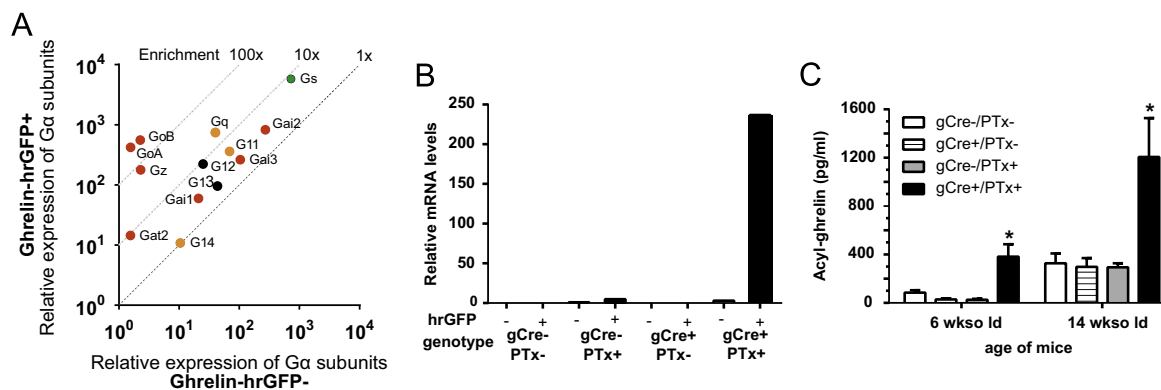 A
Enrichment 100x 10x 1x
Ghrelin-hrGFP+
Relative expression of Gα subunits
10^4
10^3
10^2
10^1
10^0
Gs
Gq
Gai2
GoB
GoA
G11
Gz
G12
Gai3
G13
Gai1
Gat2
G14
10^0 10^1 10^2 10^3 10^4
Relative expression of Gα subunits
Ghrelin-hrGFP-
B
Relative mRNA levels
250
200
150
100
50
0
hrGFP - + - + - + - +
genotype gCre- gCre- gCre+ gCre+
PTx- PTx+ PTx- PTx+
C
Acyl-ghrelin (pg/ml)
1600
1200
800
400
0
gCre-/PTx-
gCre+/PTx-
gCre-/PTx+
gCre+/PTx+
*
*
6 wkso ld 14 wkso ld
age of mice